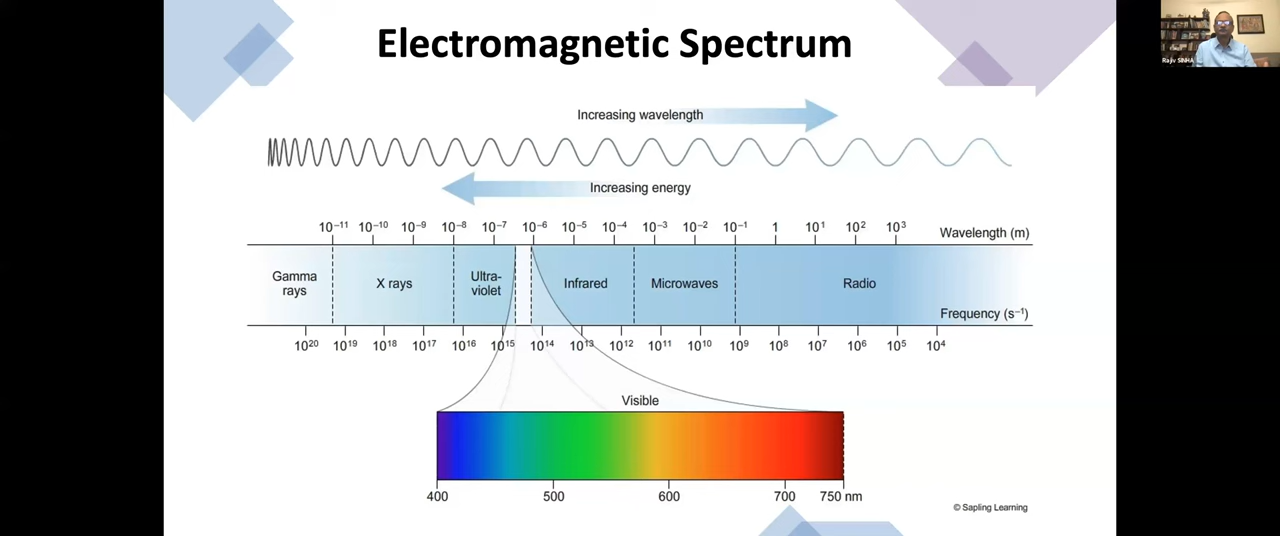 Electromagnetic Spectrum
Rajiv SINHA
Increasing wavelength
Increasing energy
10⁻¹¹ 10⁻¹⁰ 10⁻⁹ 10⁻⁸ 10⁻⁷ 10⁻⁶ 10⁻⁵ 10⁻⁴ 10⁻³ 10⁻² 10⁻¹ 1 10¹ 10² 10³ Wavelength (m)
Gamma rays
X rays
Ultra-
violet
Infrared
Microwaves
Radio
Frequency (s⁻¹)
10²⁰ 10¹⁹ 10¹⁸ 10¹⁷ 10¹⁶ 10¹⁵ 10¹⁴ 10¹³ 10¹² 10¹¹ 10¹⁰ 10⁹ 10⁸ 10⁷ 10⁶ 10⁵ 10⁴
Visible
400 500 600 700 750 nm
© Sapling Learning